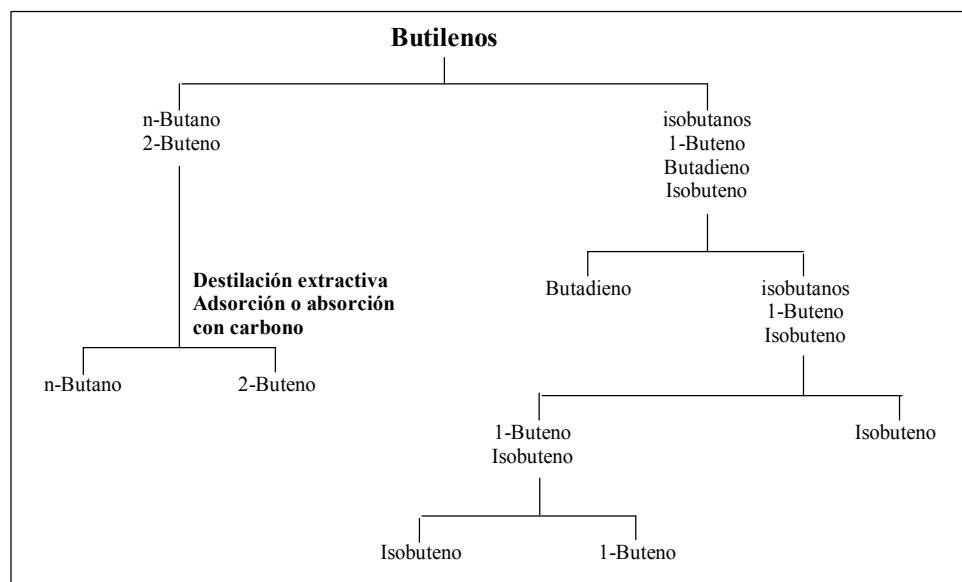 Butilenos
n-Butano
2-Buteno
isobutanos
1-Buteno
Butadieno
Isobuteno
Destilación extractiva
Adsorción o absorción
con carbono
Butadieno
isobutanos
1-Buteno
Isobuteno
n-Butano
2-Buteno
1-Buteno
Isobuteno
Isobuteno
Isobuteno
1-Buteno